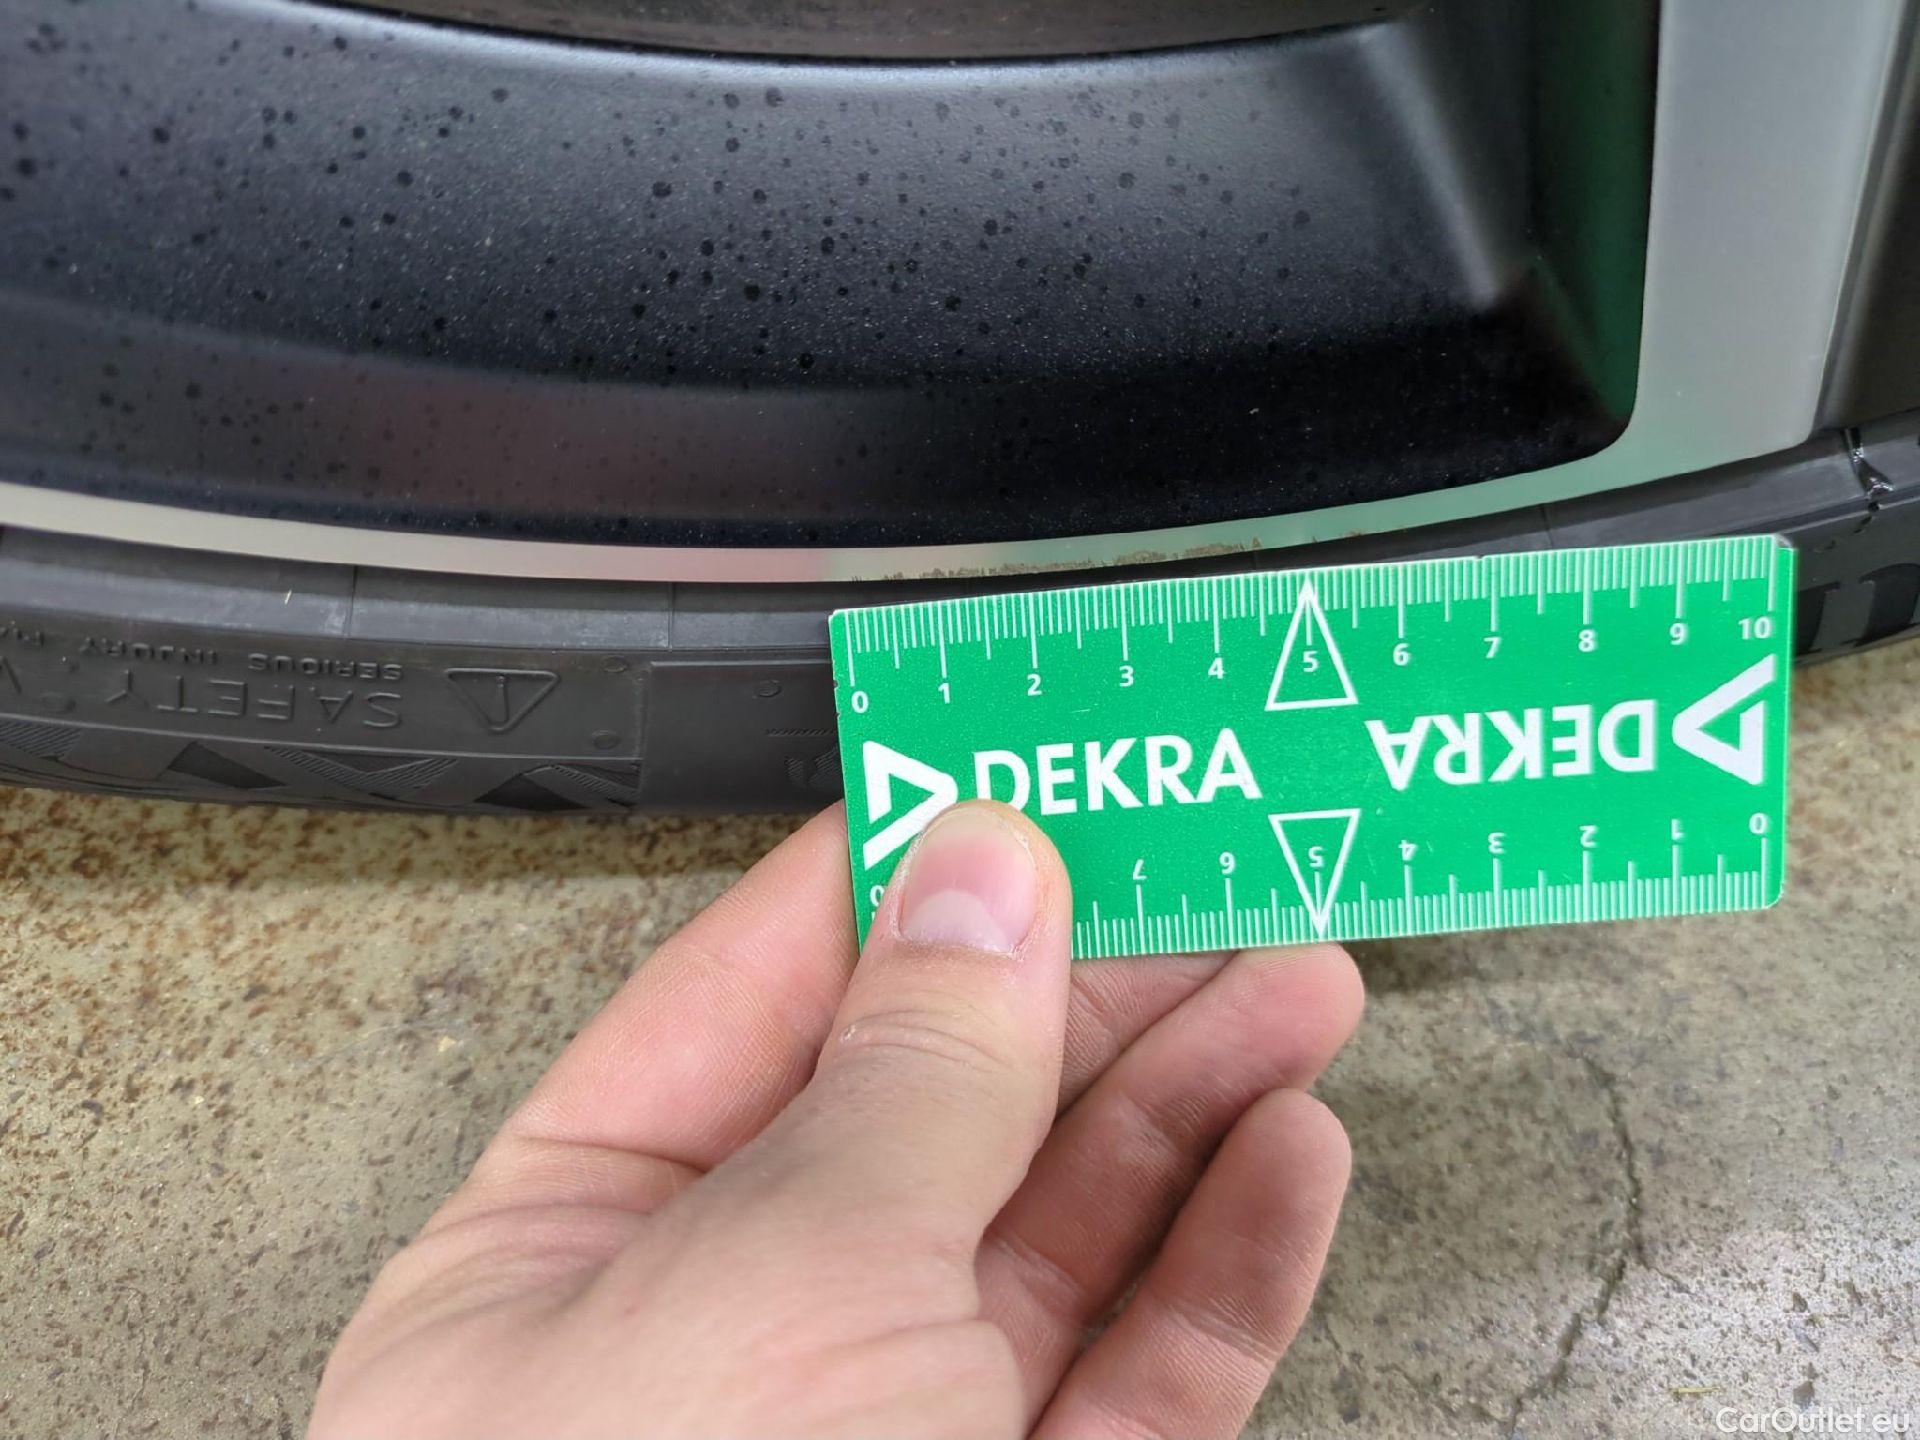 SAFETY
SERIOUS INJURY
0 1 2 3 4 5 6 7 8 9 10
DEKRA
DEKRA
0 1 2 3 4 5 6 7
CarOutlet.eu